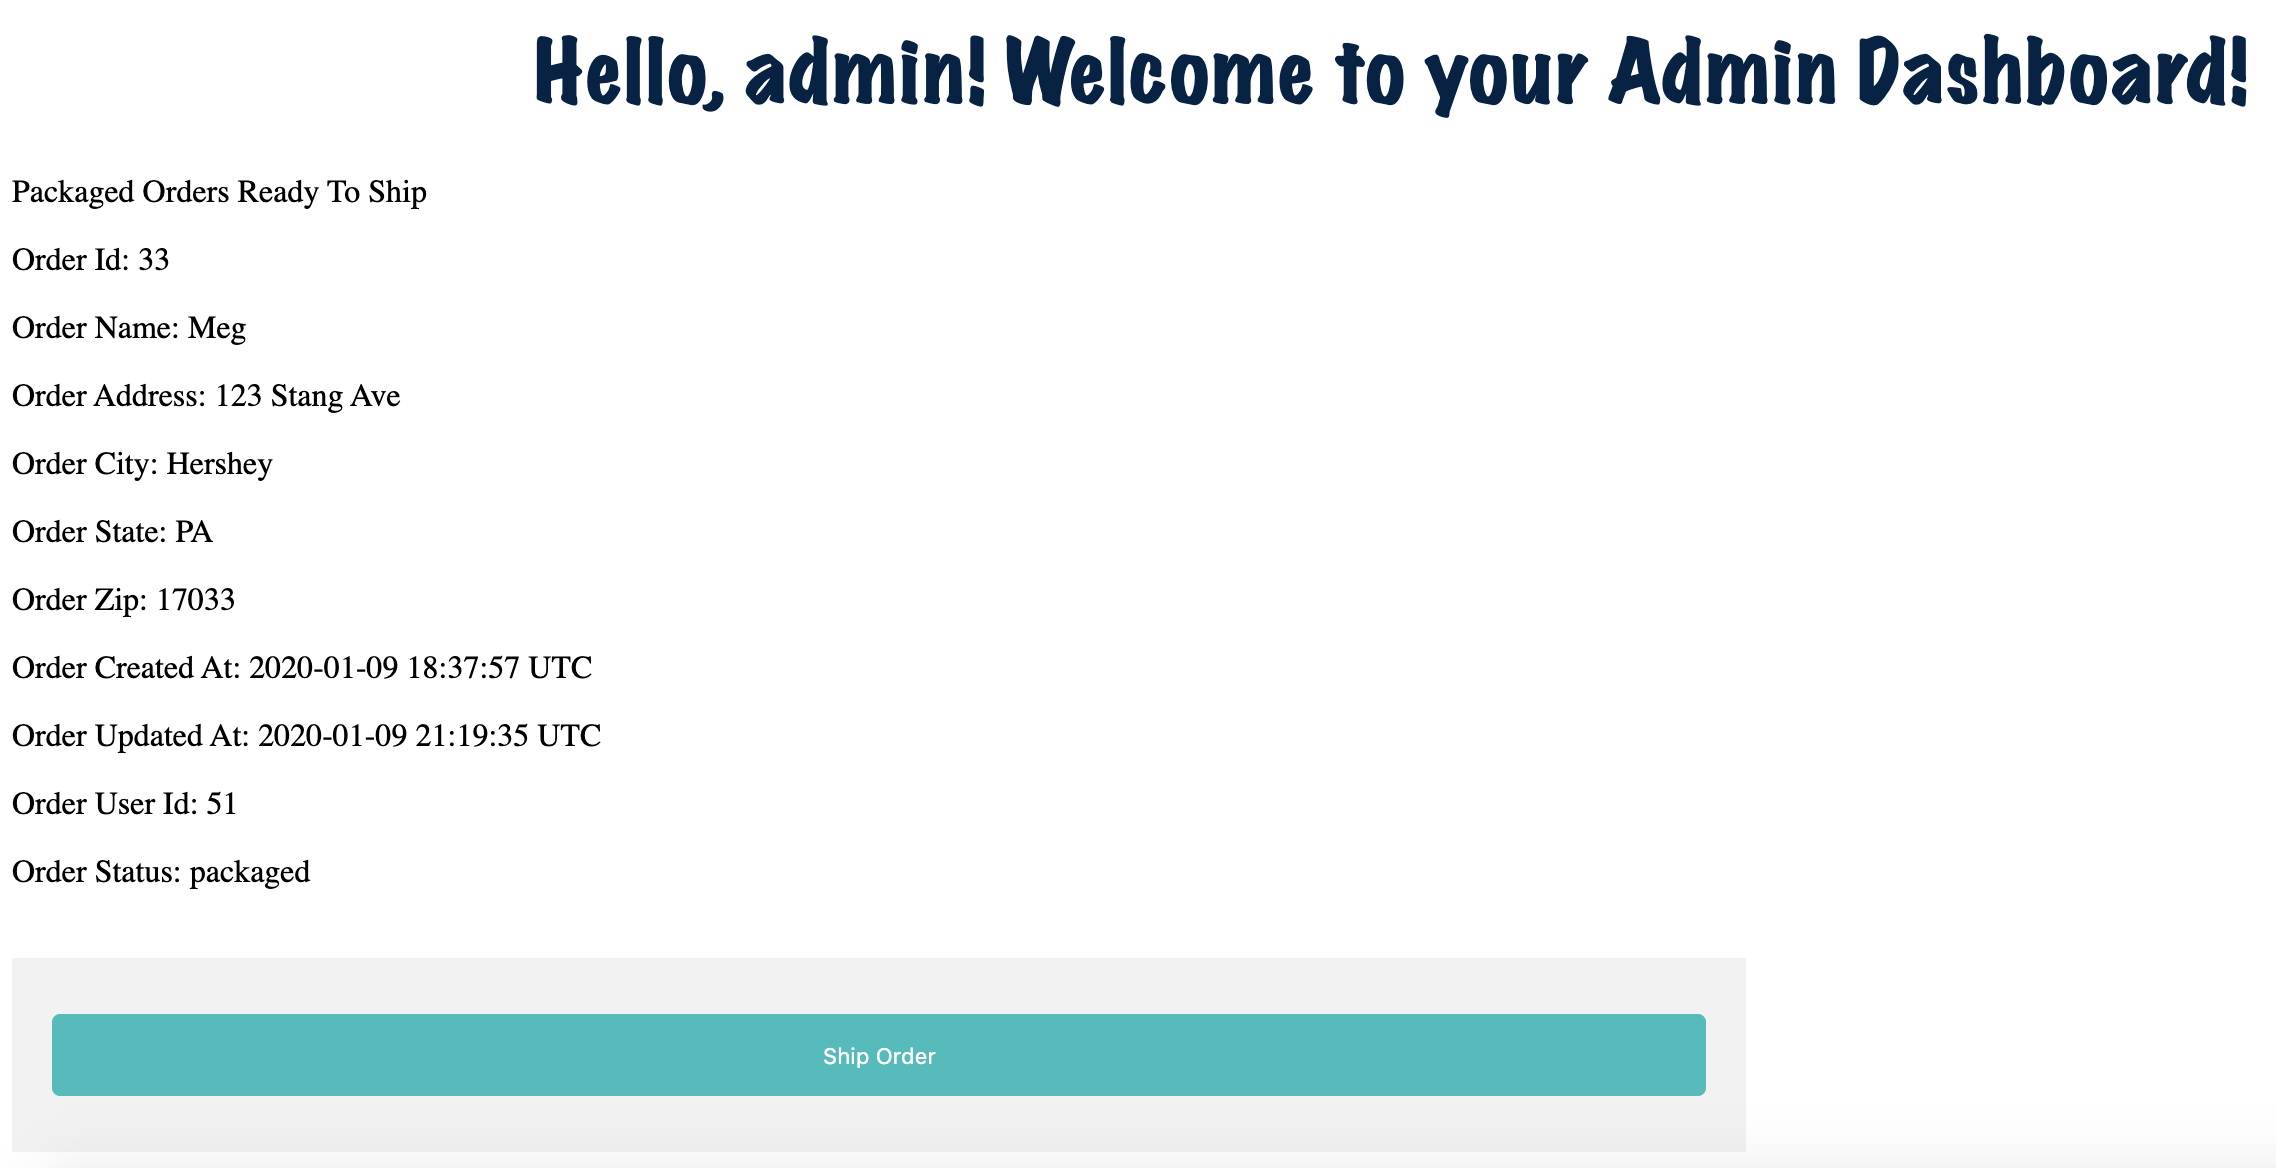 Hello, admin! Welcome to your Admin Dashboard!
Packaged Orders Ready To Ship
Order Id: 33
Order Name: Meg
Order Address: 123 Stang Ave
Order City: Hershey
Order State: PA
Order Zip: 17033
Order Created At: 2020-01-09 18:37:57 UTC
Order Updated At: 2020-01-09 21:19:35 UTC
Order User Id: 51
Order Status: packaged
Ship Order